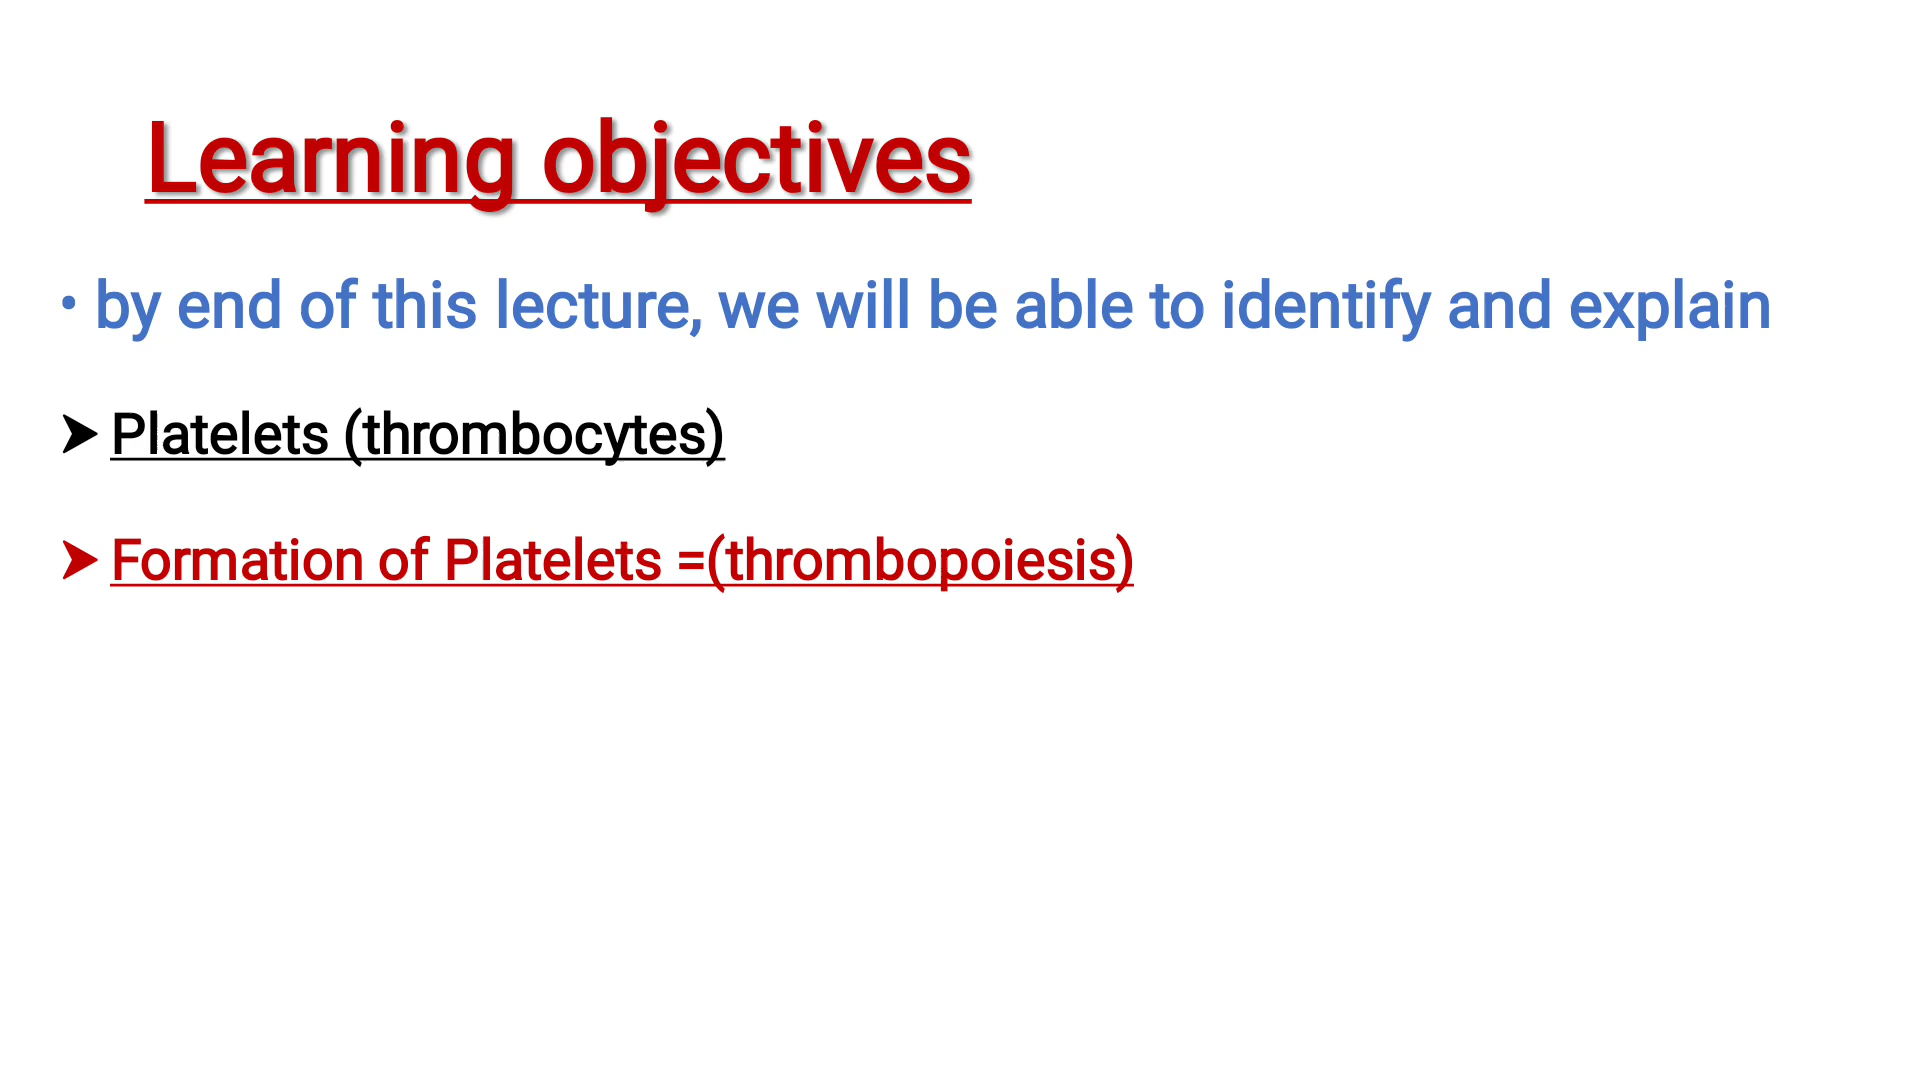 Learning objectives
• by end of this lecture, we will be able to identify and explain
➤ Platelets (thrombocytes)
➤ Formation of Platelets =(thrombopoiesis)